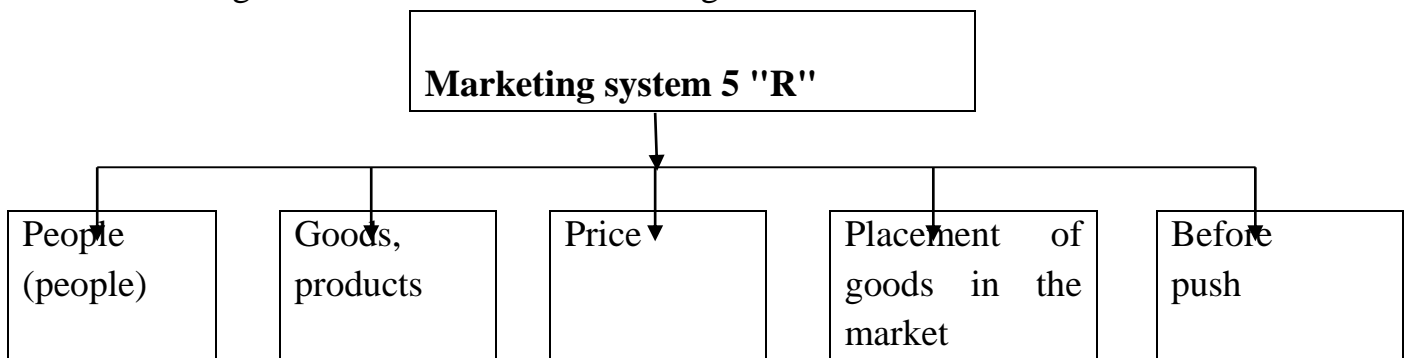 Marketing system 5 "R"
People
(people)
Goods,
products
Price
Placement of
goods in the
market
Before
push